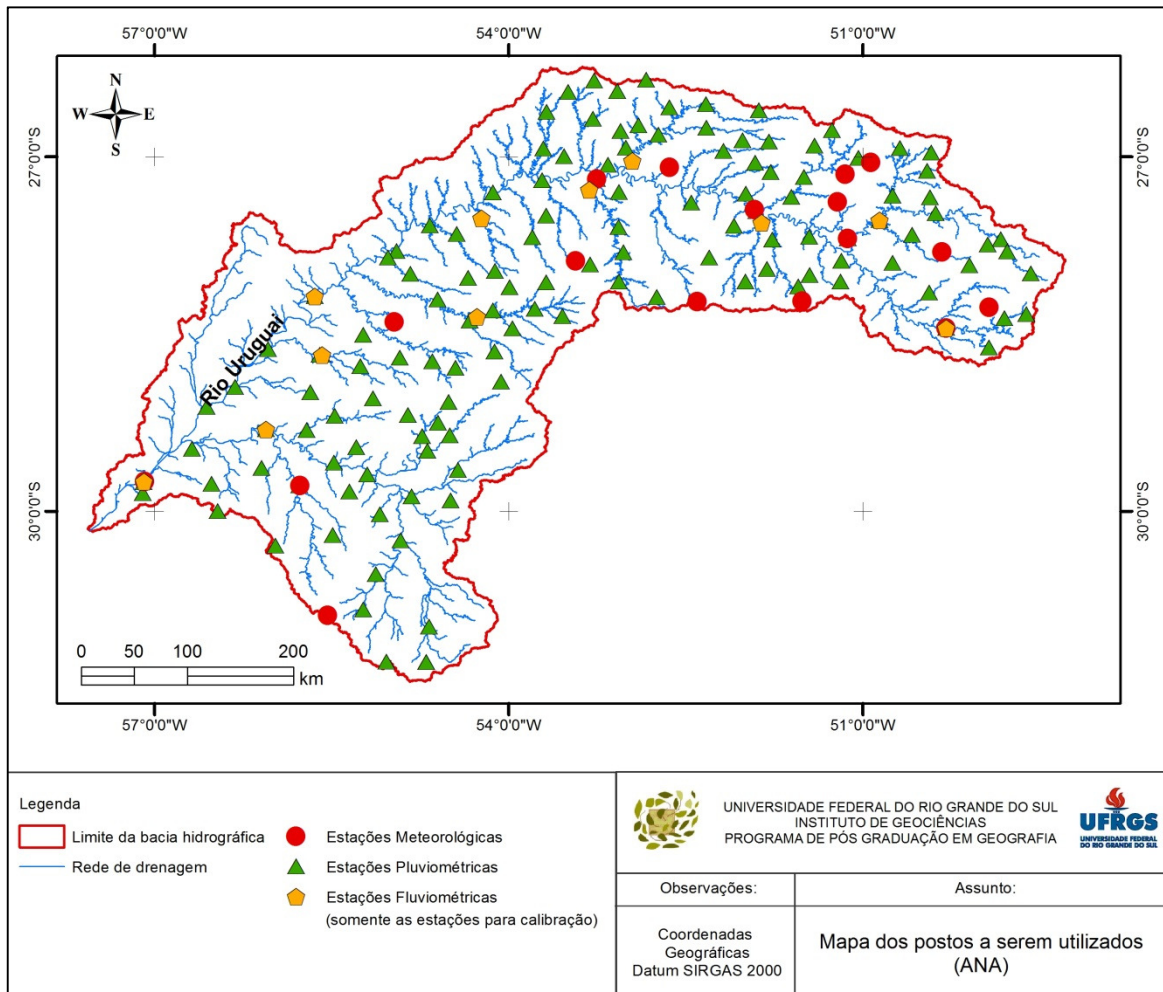 57°0'0"W 54°0'0"W 51°0'0"W
N
W E
S
27°0'0"S 27°0'0"S
Rio Uruguai
30°0'0"S 30°0'0"S
0 50 100 200
km
57°0'0"W 54°0'0"W 51°0'0"W
Legenda
Limite da bacia hidrográfica
Rede de drenagem
Estações Meteorológicas
Estações Pluviométricas
Estações Fluviométricas
(somente as estações para calibração)
UNIVERSIDADE FEDERAL DO RIO GRANDE DO SUL
INSTITUTO DE GEOCIÊNCIAS
PROGRAMA DE PÓS GRADUAÇÃO EM GEOGRAFIA
UFRGS
UNIVERSIDADE FEDERAL
DO RIO GRANDE DO SUL
Observações:
Assunto:
Coordenadas
Geográficas
Datum SIRGAS 2000
Mapa dos postos a serem utilizados
(ANA)